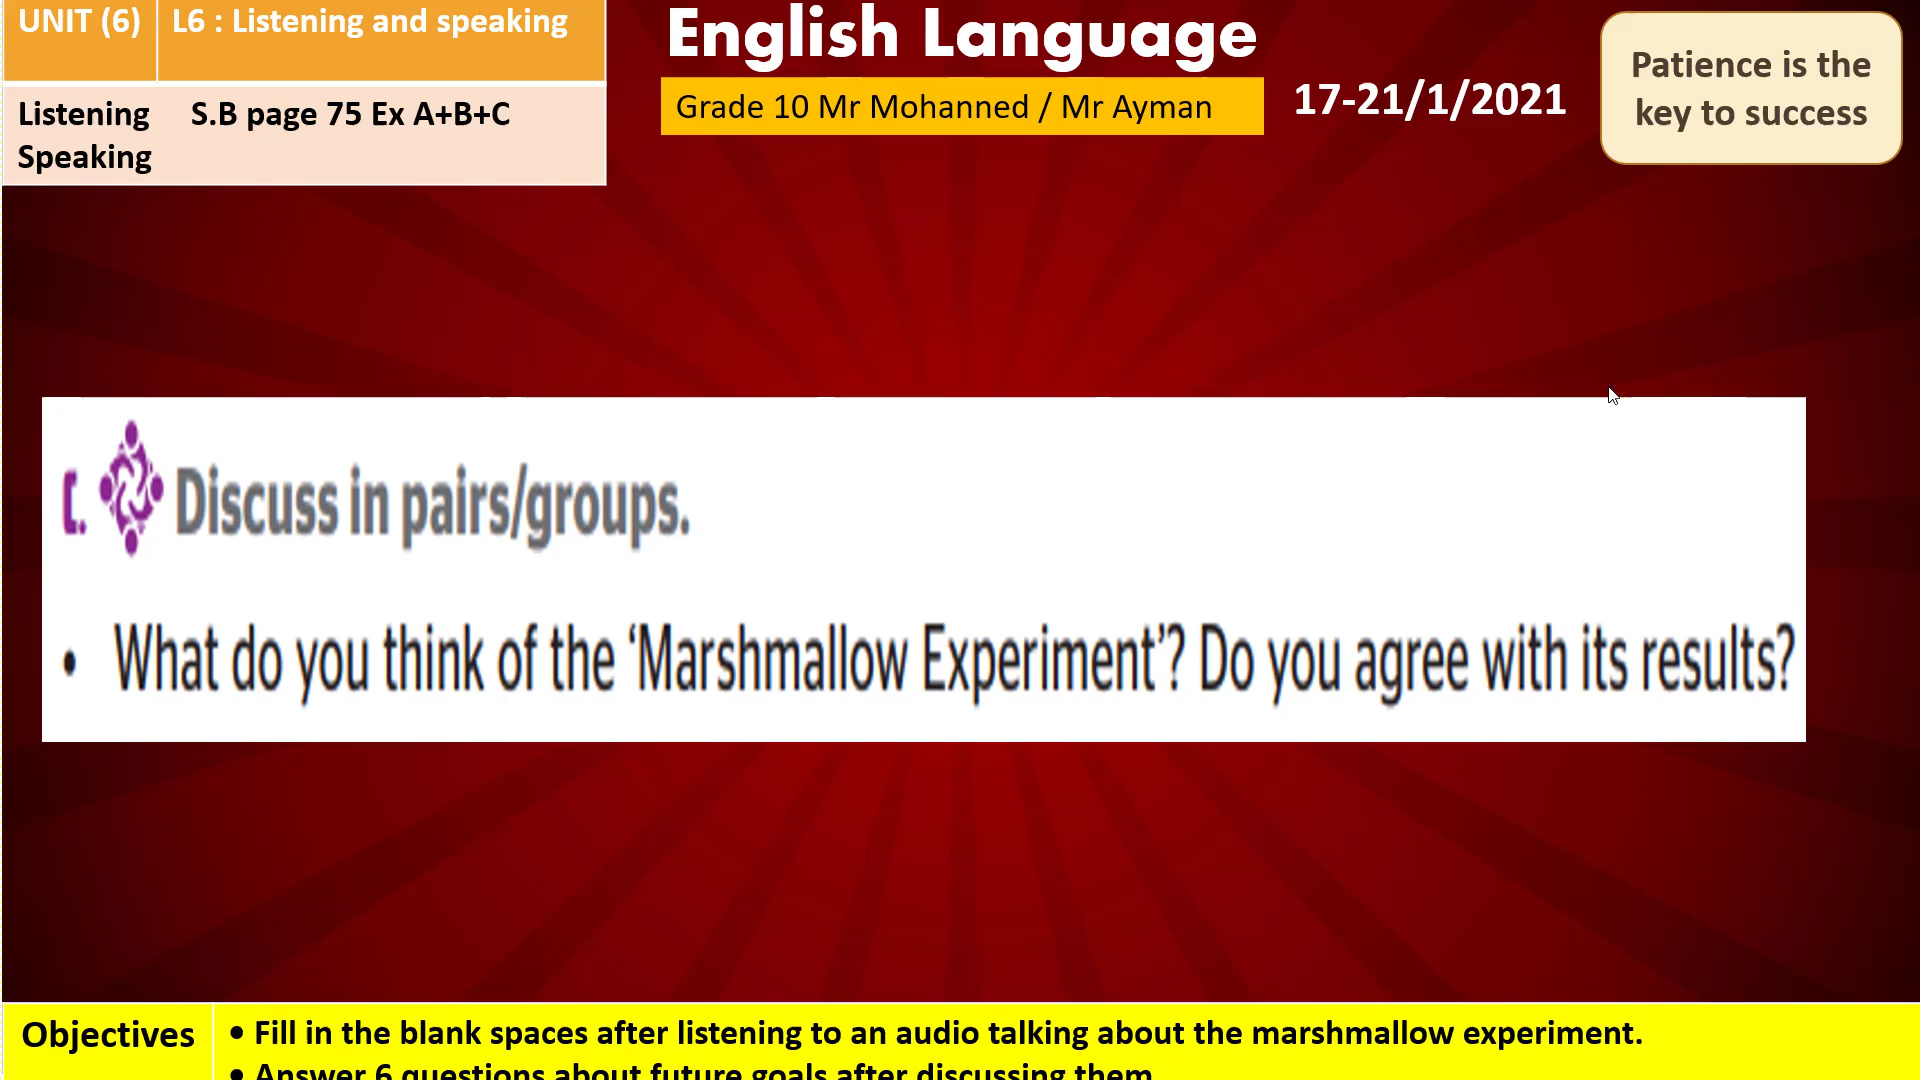 UNIT (6)
L6 : Listening and speaking
Listening
Speaking
S.B page 75 Ex A+B+C
English Language
Grade 10 Mr Mohanned / Mr Ayman
17-21/1/2021
Patience is the
key to success
C. Discuss in pairs/groups.
• What do you think of the ‘Marshmallow Experiment’? Do you agree with its results?
Objectives
• Fill in the blank spaces after listening to an audio talking about the marshmallow experiment.
• Answer 6 questions about future goals after discussing them